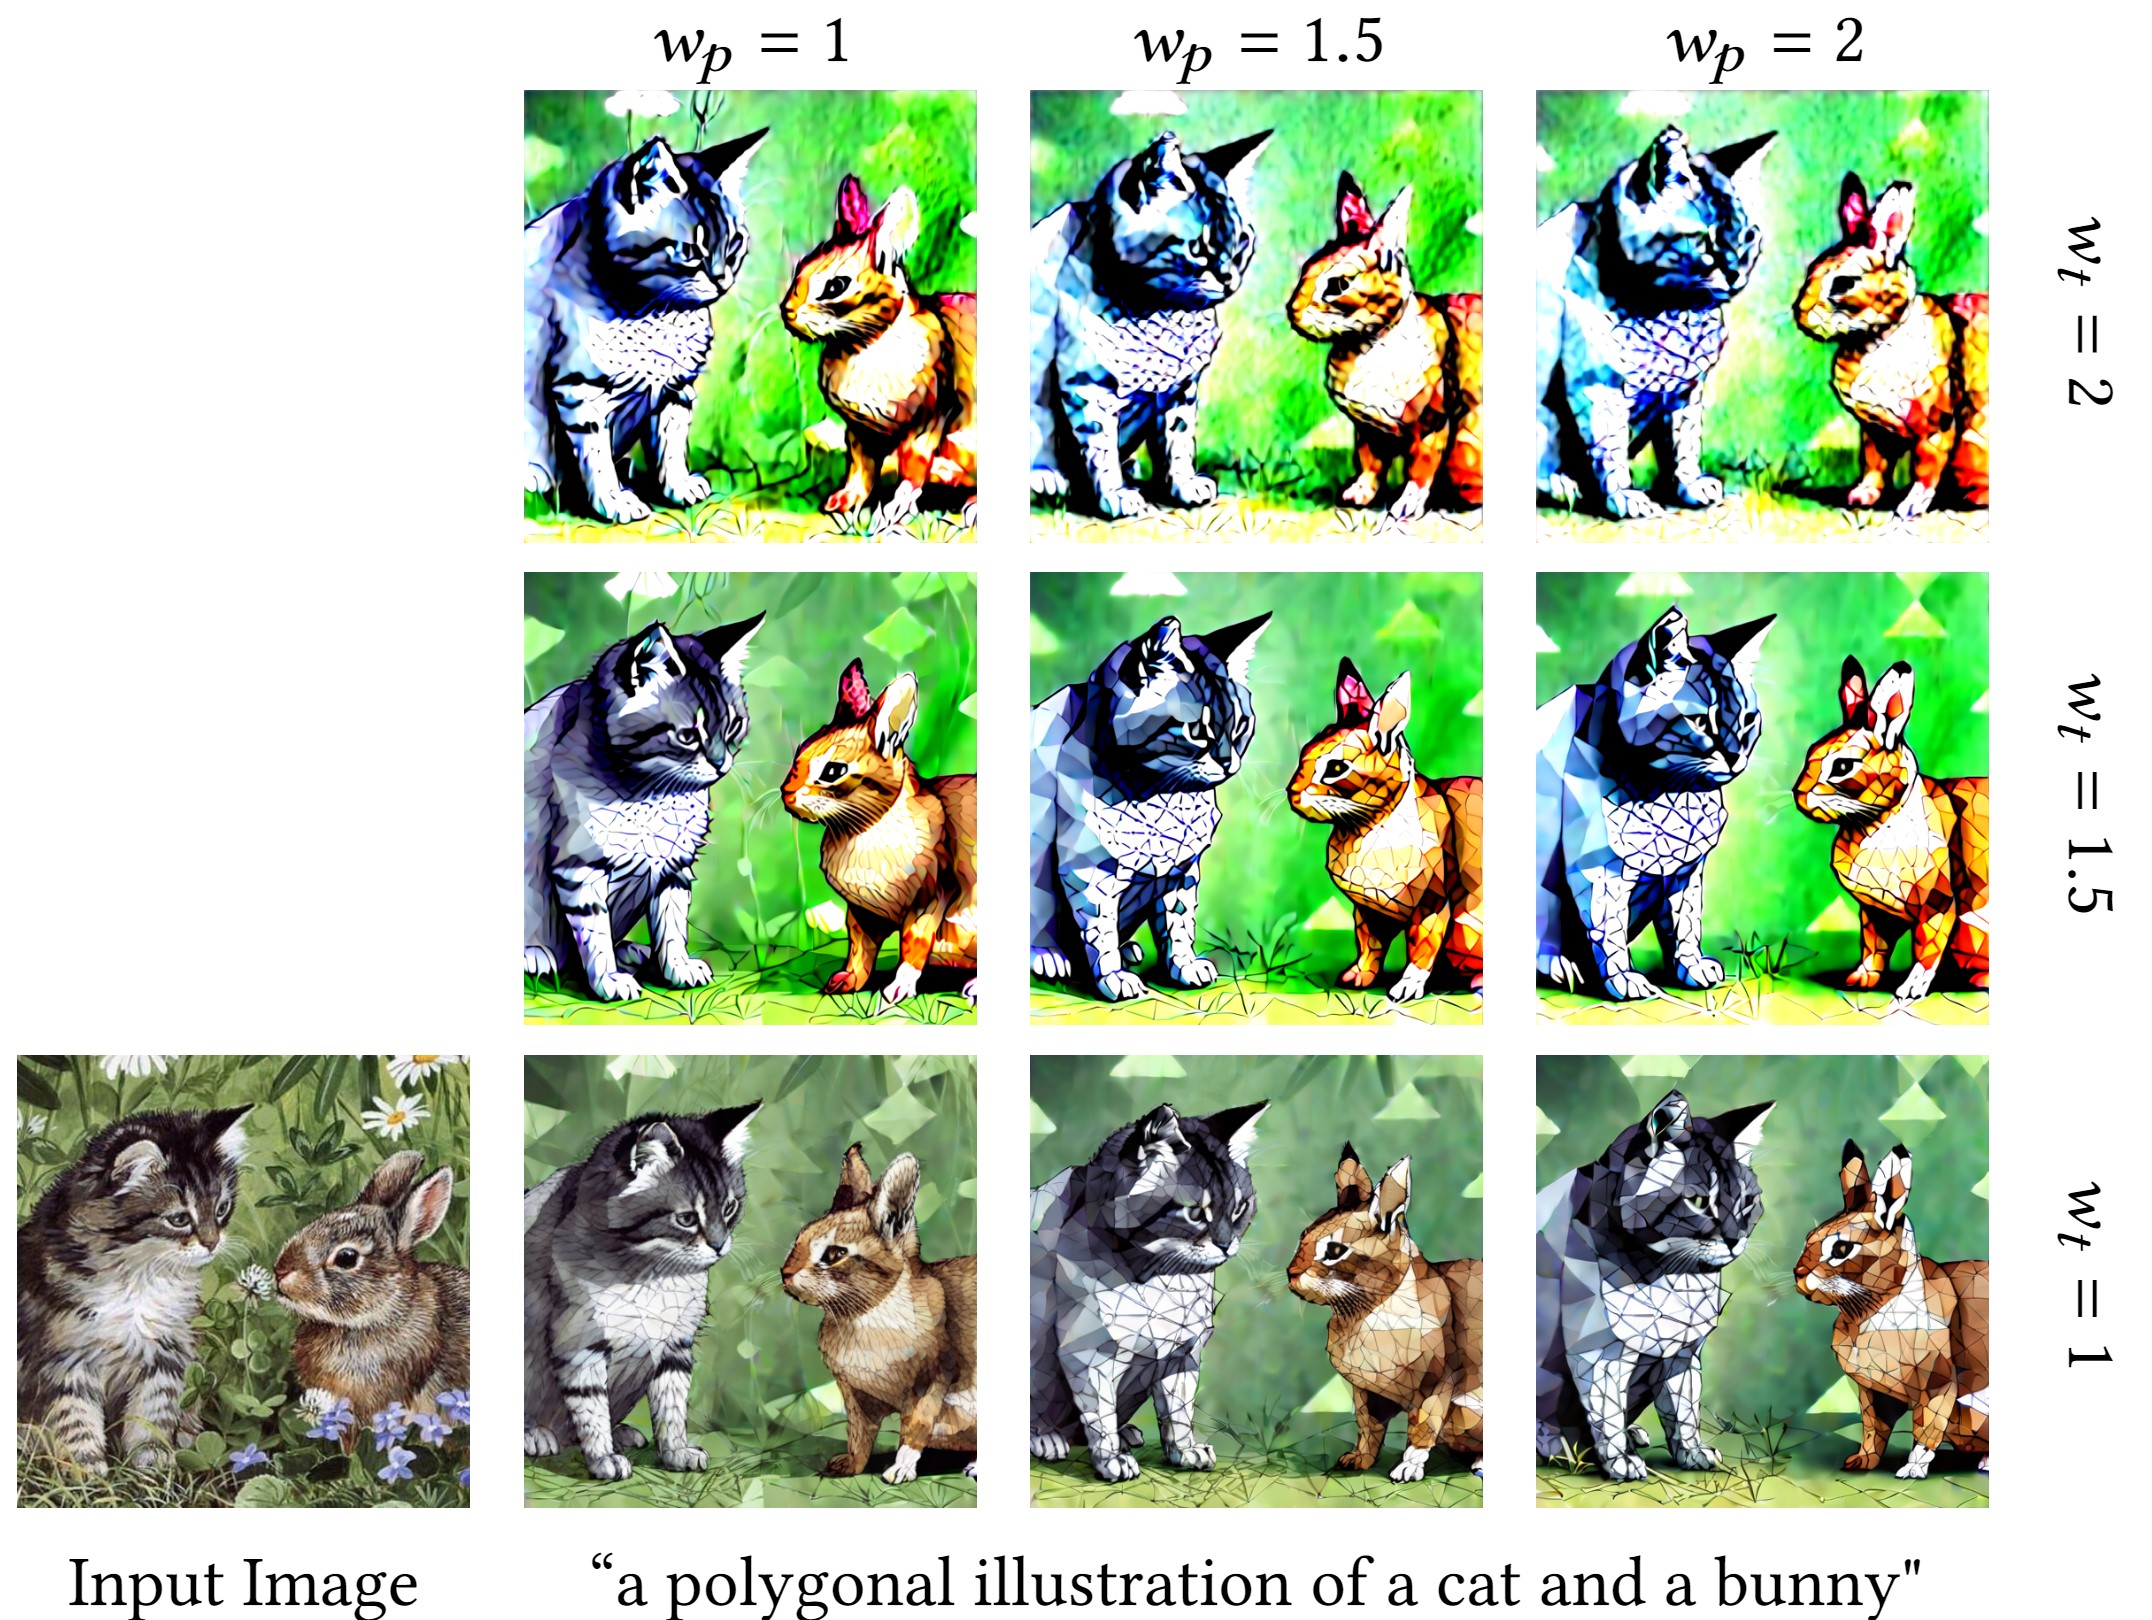 w_p = 1
w_p = 1.5
w_p = 2
w_t = 2
w_t = 1.5
w_t = 1
Input Image
“a polygonal illustration of a cat and a bunny"